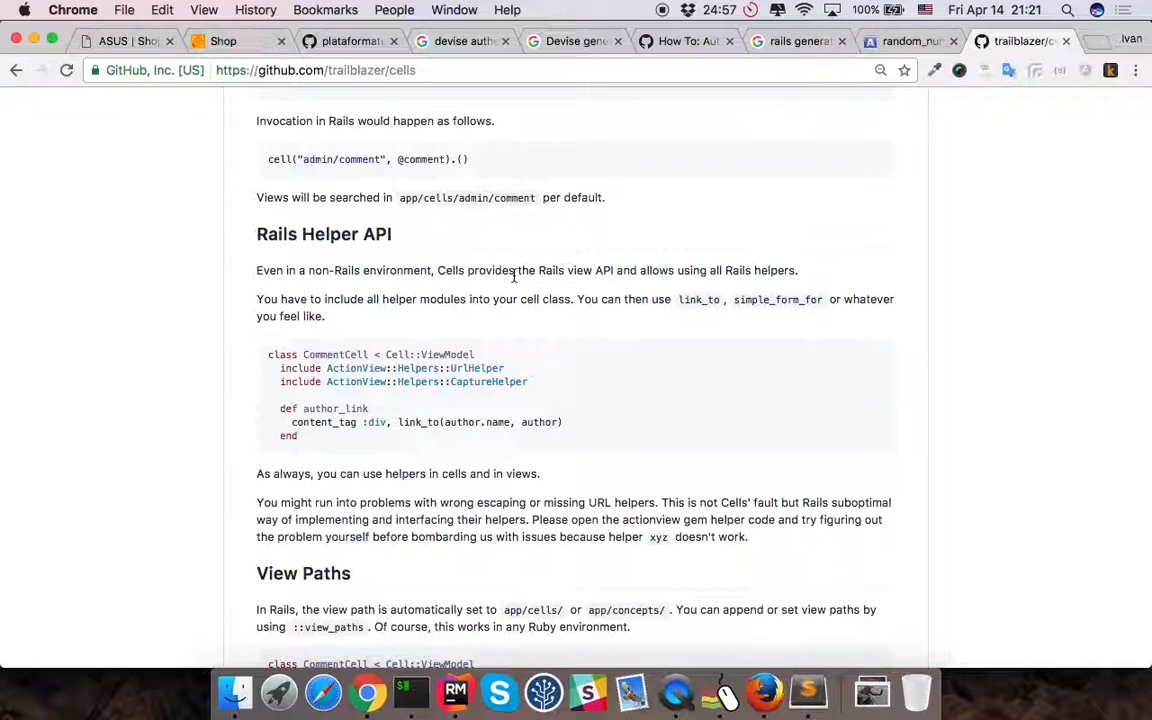 Chrome File Edit View History Bookmarks People Window Help 24:57 100% Fri Apr 14 21:21
ASUS | Sho Shop plataformate devise authe Devise gene How To: Aut rails generat random_num trailblazer/ce Ivan
GitHub, Inc. [US] https://github.com/trailblazer/cells
Invocation in Rails would happen as follows.
cell("admin/comment", @comment).()
Views will be searched in app/cells/admin/comment per default.
Rails Helper API
Even in a non-Rails environment, Cells provides the Rails view API and allows using all Rails helpers.
You have to include all helper modules into your cell class. You can then use link_to, simple_form_for or whatever
you feel like.
class CommentCell < Cell::ViewModel
include ActionView::Helpers::UrlHelper
include ActionView::Helpers::CaptureHelper
def author_link
content_tag :div, link_to(author.name, author)
end
As always, you can use helpers in cells and in views.
You might run into problems with wrong escaping or missing URL helpers. This is not Cells' fault but Rails suboptimal
way of implementing and interfacing their helpers. Please open the actionview gem helper code and try figuring out
the problem yourself before bombarding us with issues because helper xyz doesn't work.
View Paths
In Rails, the view path is automatically set to app/cells/ or app/concepts/. You can append or set view paths by
using ::view_paths. Of course, this works in any Ruby environment.
class CommentCell < Cell::ViewModel